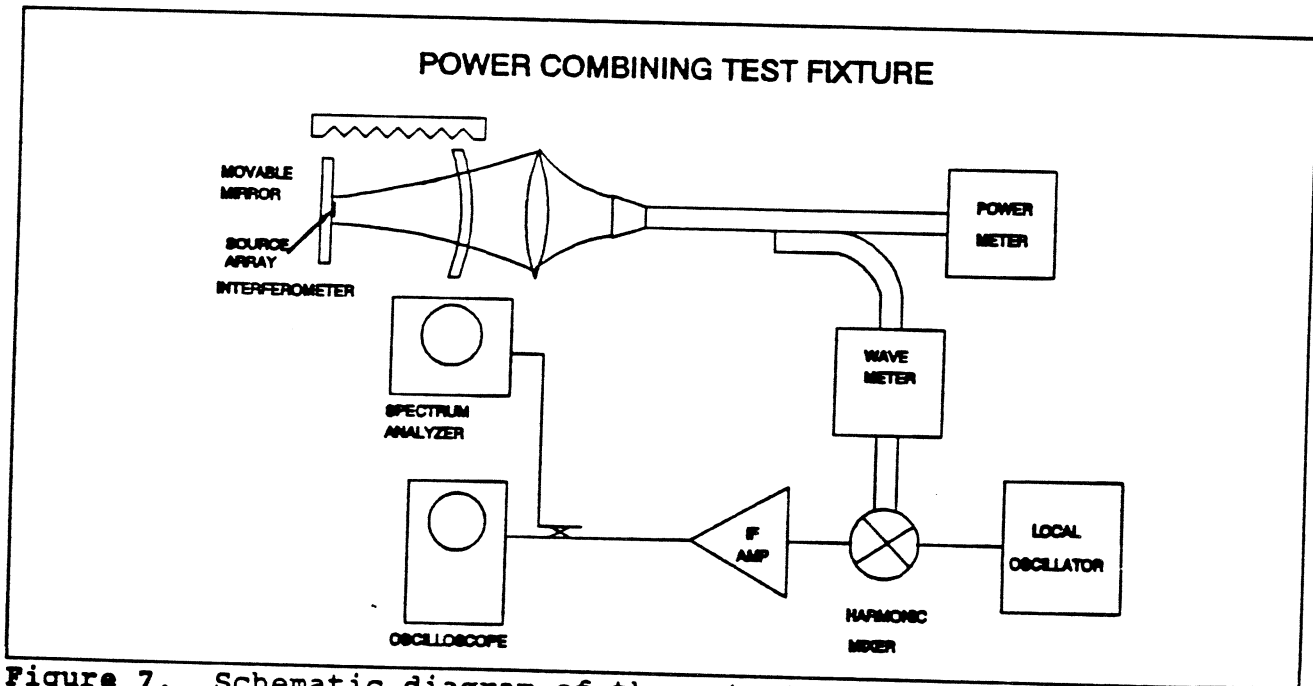 POWER COMBINING TEST FIXTURE
MOVABLE
MIRROR
SOURCE
ARRAY
INTERFEROMETER
POWER
METER
WAVE
METER
SPECTRUM
ANALYZER
IF
AMP
LOCAL
OSCILLATOR
HARMONIC
MIXER
OSCILLOSCOPE
Figure 7. Schematic diagram of the